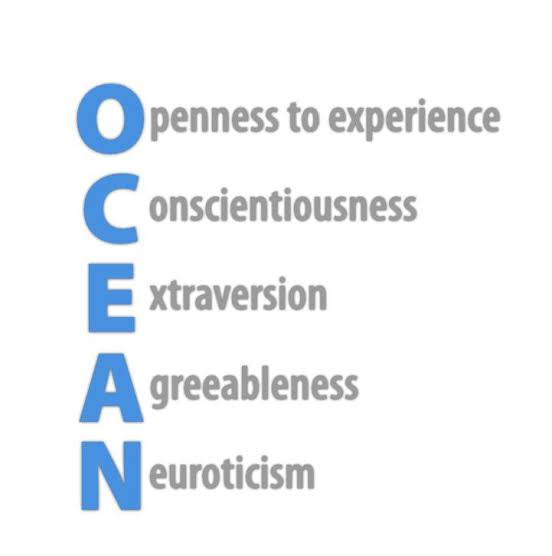 Openness to experience
Conscientiousness
Extraversion
Agreeableness
Neuroticism